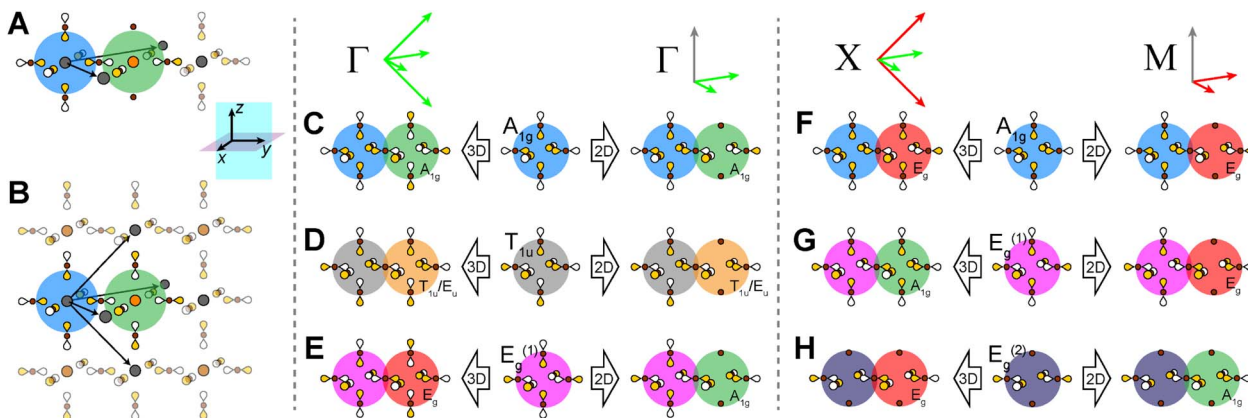 A
z
x
y
B
Γ
Γ
C
A1g
3D
A1g
2D
A1g
D
T1u
3D
T1u/Eu
2D
T1u/Eu
E
Eg(1)
3D
Eg
2D
A1g
X
M
F
A1g
3D
Eg
2D
Eg
G
Eg(1)
3D
A1g
2D
Eg
H
Eg(2)
3D
Eg
2D
A1g